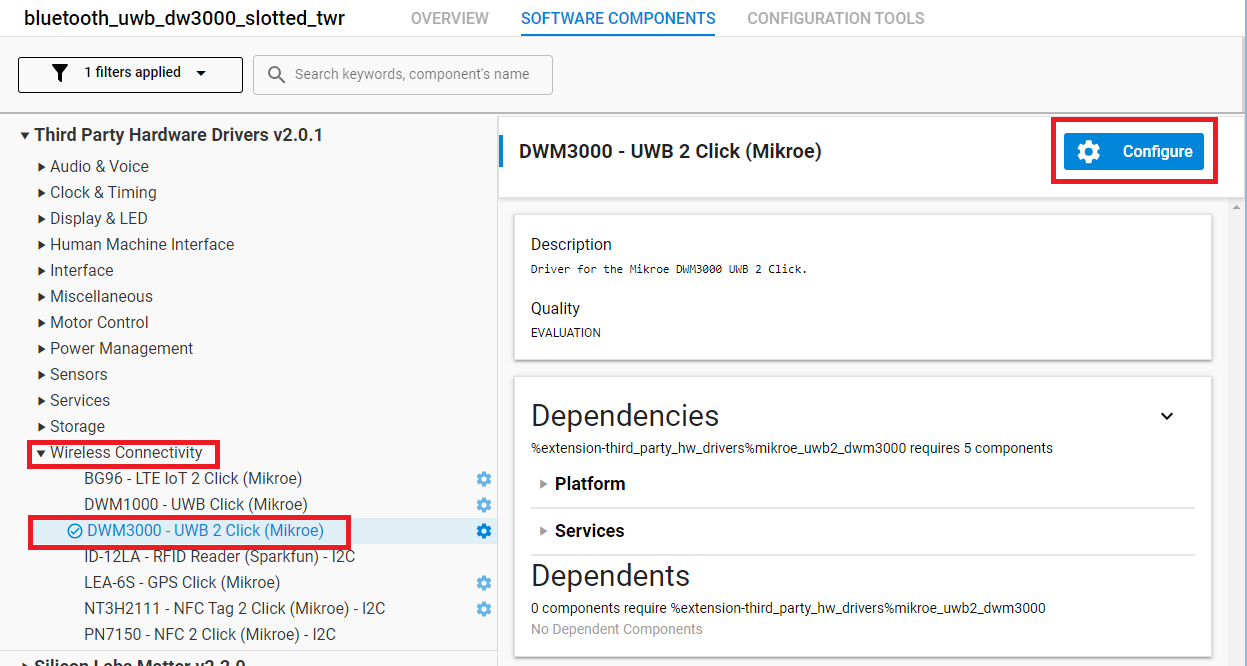 bluetooth_uwb_dw3000_slotted_twr
OVERVIEW
SOFTWARE COMPONENTS
CONFIGURATION TOOLS
1 filters applied
Search keywords, component's name
Third Party Hardware Drivers v2.0.1
Audio & Voice
Clock & Timing
Display & LED
Human Machine Interface
Interface
Miscellaneous
Motor Control
Power Management
Sensors
Services
Storage
Wireless Connectivity
BG96 - LTE IoT 2 Click (Mikroe)
DWM1000 - UWB Click (Mikroe)
DWM3000 - UWB 2 Click (Mikroe)
ID-12LA - RFID Reader (Sparkfun) - I2C
LEA-6S - GPS Click (Mikroe)
NT3H2111 - NFC Tag 2 Click (Mikroe) - I2C
PN7150 - NFC 2 Click (Mikroe) - I2C
Silicon Labs Matter v2.2.0
DWM3000 - UWB 2 Click (Mikroe)
Configure
Description
Driver for the Mikroe DWM3000 UWB 2 Click.
Quality
EVALUATION
Dependencies
%extension-third_party_hw_drivers%mikroe_uwb2_dwm3000 requires 5 components
Platform
Services
Dependents
0 components require %extension-third_party_hw_drivers%mikroe_uwb2_dwm3000
No Dependent Components